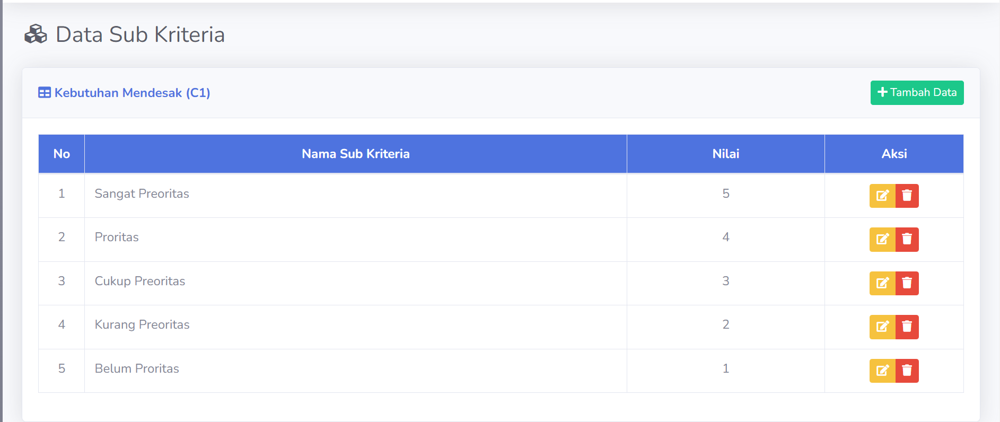 Data Sub Kriteria
Kebutuhan Mendesak (C1)
Tambah Data
No Nama Sub Kriteria Nilai Aksi
1 Sangat Preoritas 5
2 Proritas 4
3 Cukup Preoritas 3
4 Kurang Preoritas 2
5 Belum Proritas 1